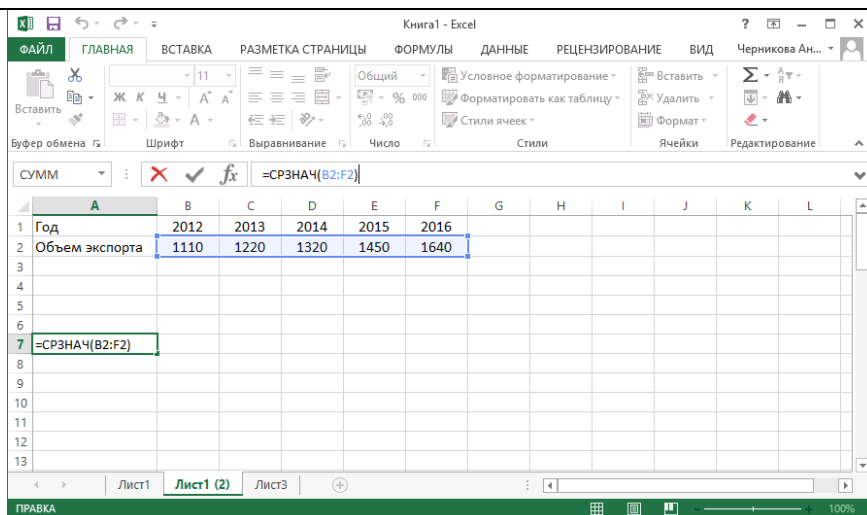 Книга1 - Excel
?
ФАЙЛ ГЛАВНАЯ ВСТАВКА РАЗМЕТКА СТРАНИЦЫ ФОРМУЛЫ ДАННЫЕ РЕЦЕНЗИРОВАНИЕ ВИД Черникова Ан...
11 Общий Условное форматирование Вставить Σ
Вставить Ж К Ч A A % 000 Форматировать как таблицу Удалить
A ,00 Стили ячеек Формат
Буфер обмена Шрифт Выравнивание Число Стили Ячейки Редактирование
СУММ fx =СРЗНАЧ(B2:F2)
A B C D E F G H I J K L
1 Год 2012 2013 2014 2015 2016
2 Объем экспорта 1110 1220 1320 1450 1640
3
4
5
6
7 =СРЗНАЧ(B2:F2)
8
9
10
11
12
13
Лист1 Лист1 (2) Лист3
ПРАВКА 100%